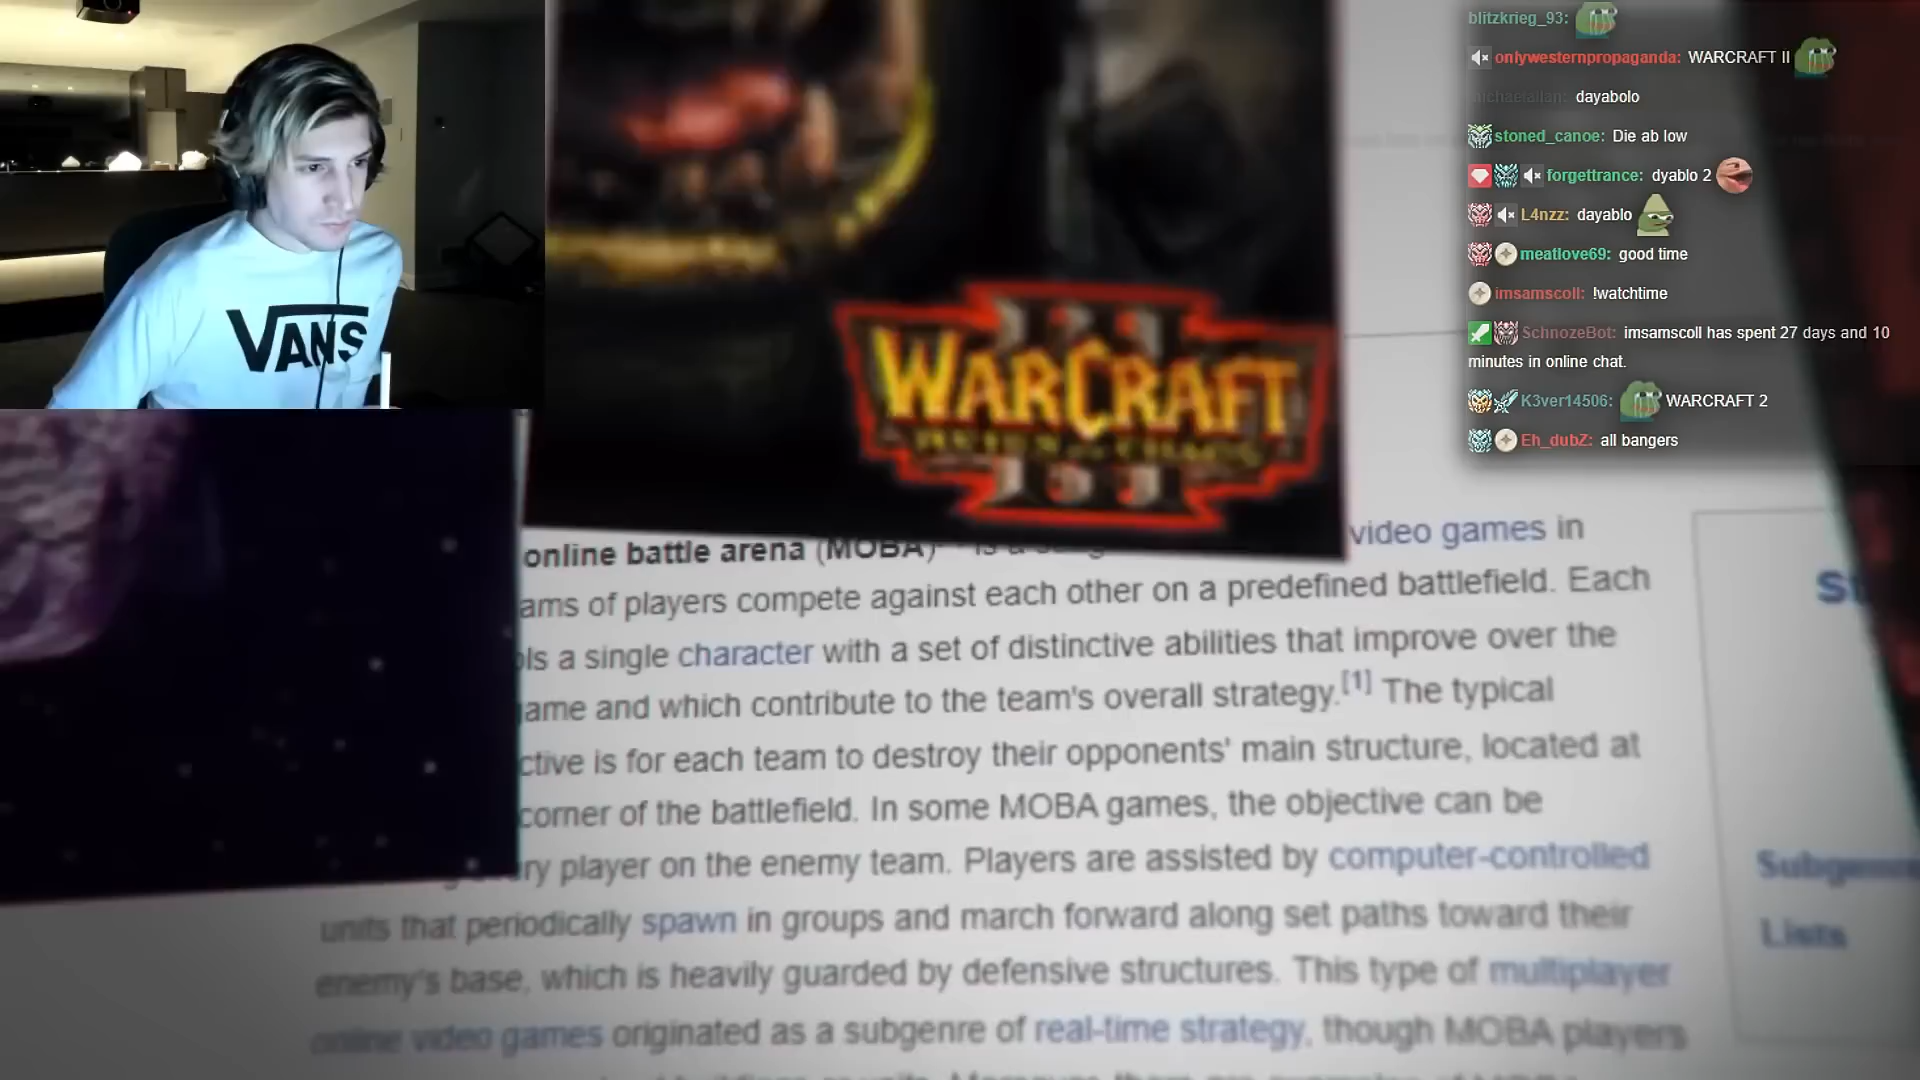 VANS
WARCRAFT
REIGN OF CHAOS
III
blitzkrieg_93:
onlywesternpropaganda: WARCRAFT II
michaelallan: dayabolo
stoned_canoe: Die ab low
forgettrance: dyablo 2
L4nzz: dayablo
meatlove69: good time
imsamscoll: !watchtime
SchnozeBot: imsamscoll has spent 27 days and 10
minutes in online chat.
K3ver14506: WARCRAFT 2
Eh_dubZ: all bangers
online battle arena (MOBA) video games in
ams of players compete against each other on a predefined battlefield. Each
ols a single character with a set of distinctive abilities that improve over the
ame and which contribute to the team's overall strategy.[1] The typical
ctive is for each team to destroy their opponents' main structure, located at
corner of the battlefield. In some MOBA games, the objective can be
ry player on the enemy team. Players are assisted by computer-controlled
units that periodically spawn in groups and march forward along set paths toward their
enemy's base, which is heavily guarded by defensive structures. This type of multiplayer
online video games originated as a subgenre of real-time strategy, though MOBA players
St
Subgenre
Lists